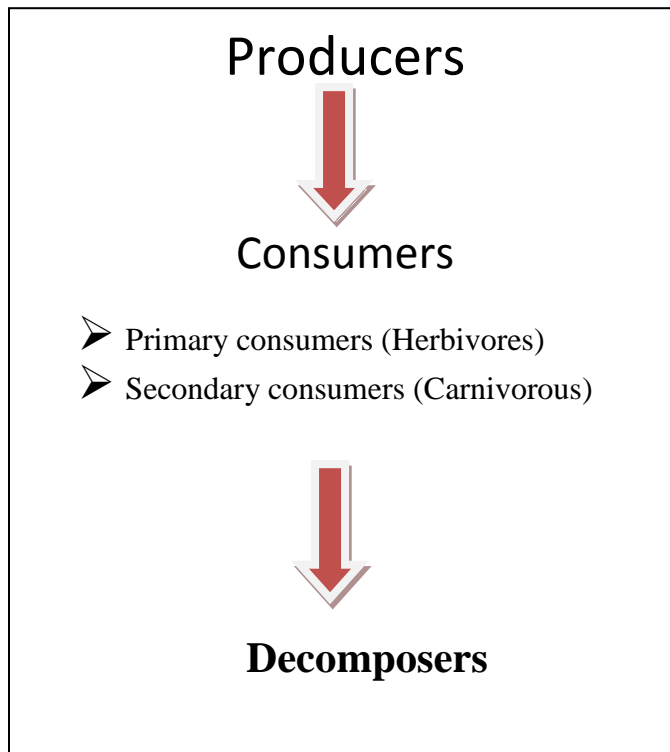 Producers
Consumers
➢ Primary consumers (Herbivores)
➢ Secondary consumers (Carnivorous)
Decomposers